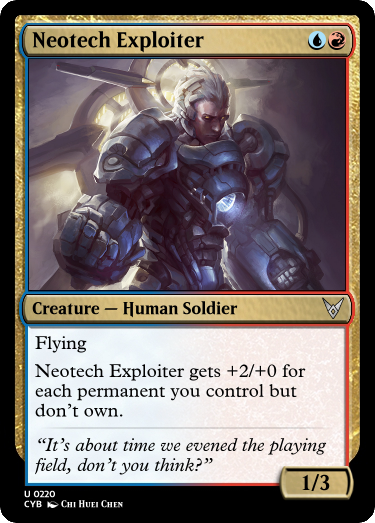 Neotech Exploiter
Creature — Human Soldier
Flying
Neotech Exploiter gets +2/+0 for
each permanent you control but
don't own.
“It's about time we evened the playing
field, don't you think?”
1/3
U 0220
CYB Chi Huei Chen